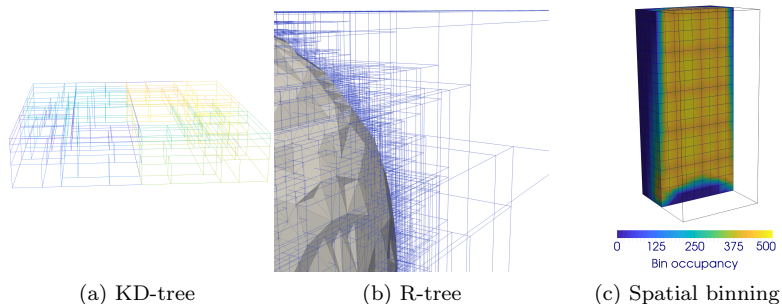 0 125 250 375 500
Bin occupancy
(a) KD-tree
(b) R-tree
(c) Spatial binning